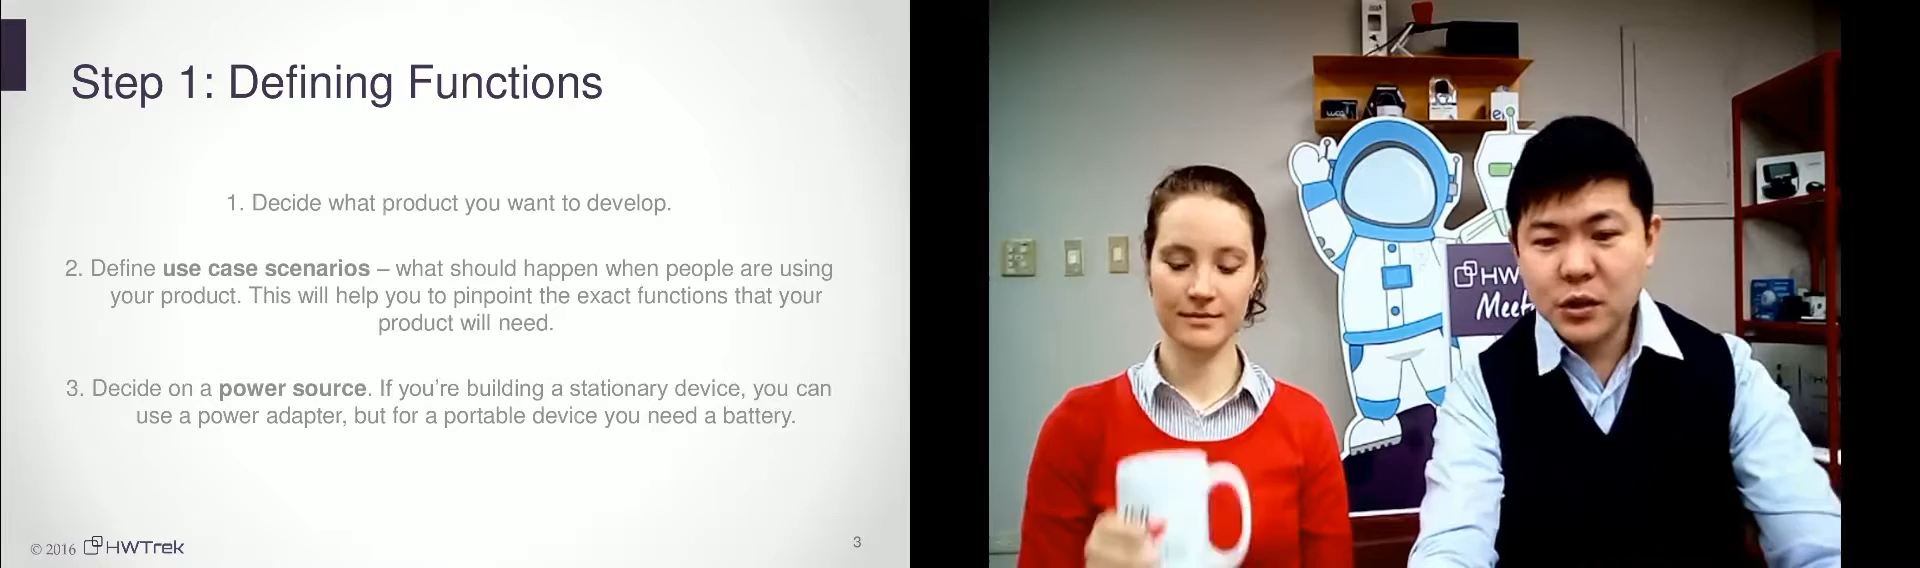 Step 1: Defining Functions
1. Decide what product you want to develop.
2. Define use case scenarios – what should happen when people are using
your product. This will help you to pinpoint the exact functions that your
product will need.
3. Decide on a power source. If you're building a stationary device, you can
use a power adapter, but for a portable device you need a battery.
© 2016 HWTrek
3
HW
Meet